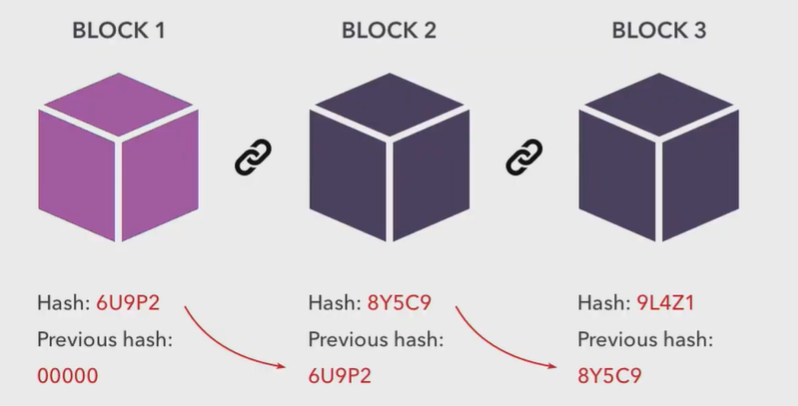 BLOCK 1
BLOCK 2
BLOCK 3
Hash: 6U9P2
Previous hash:
00000
Hash: 8Y5C9
Previous hash:
6U9P2
Hash: 9L4Z1
Previous hash:
8Y5C9